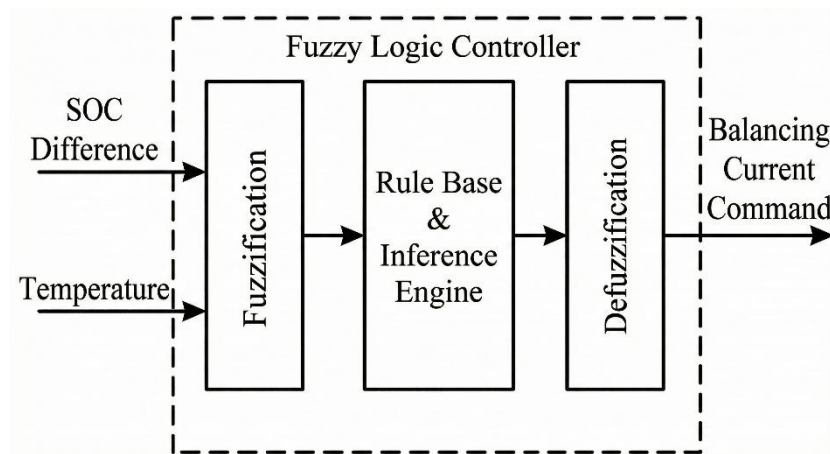 Fuzzy Logic Controller
SOC
Difference
Temperature
Fuzzification
Rule Base
&
Inference
Engine
Defuzzification
Balancing
Current
Command